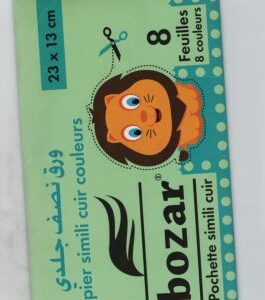 23 x 13 cm
8
Feuilles
8 couleurs
ورق نصف جلدي
pier simili cuir couleurs
bozar®
Pochette simili cuir